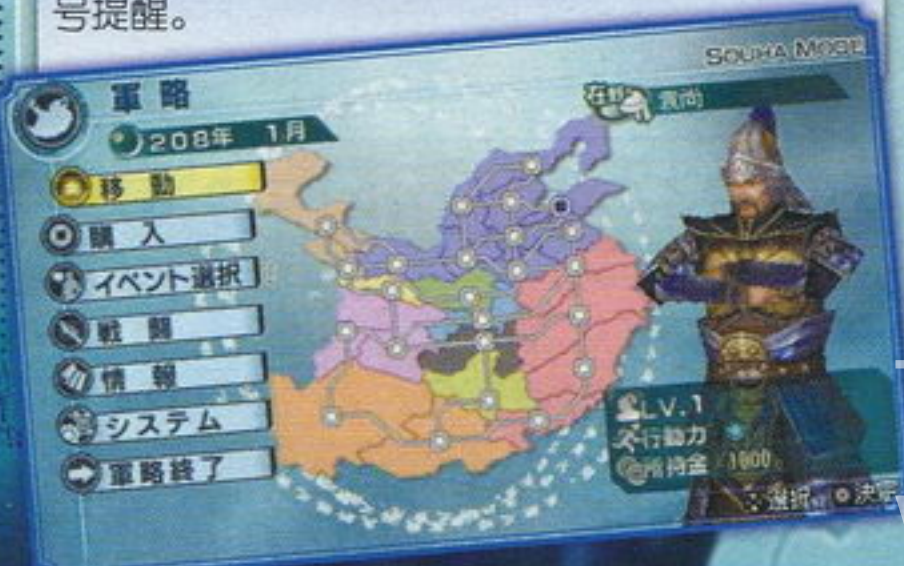 号提醒。
SOUHA MODE
軍略
208年 1月
在野 袁尚
移動
購入
イベント選択
戦闘
情報
システム
軍略終了
LV.1
行動力
所持金 1000
選択 決定